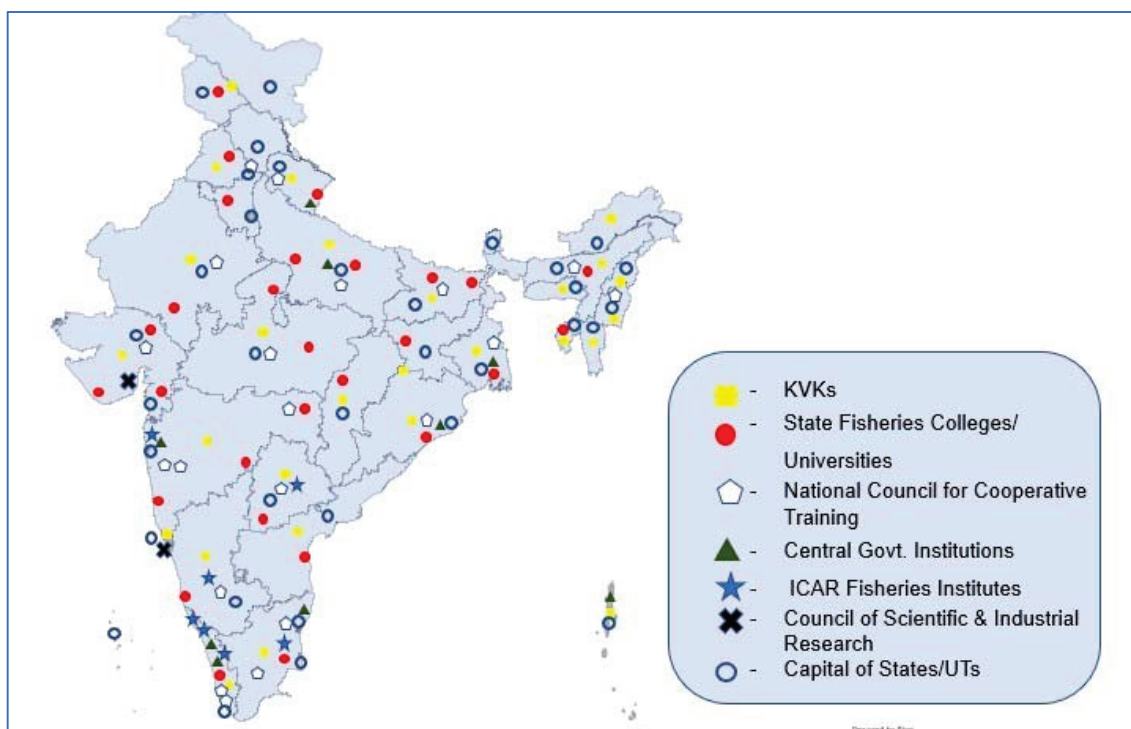 - KVKs
- State Fisheries Colleges/
Universities
- National Council for Cooperative
Training
- Central Govt. Institutions
- ICAR Fisheries Institutes
- Council of Scientific & Industrial
Research
- Capital of States/UTs